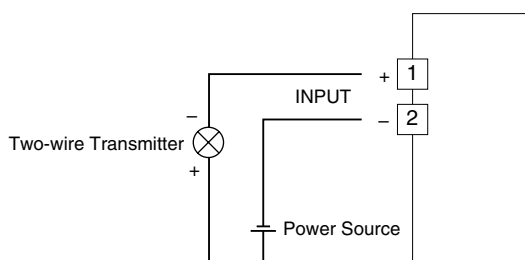 + 1
INPUT
– 2
–
Two-wire Transmitter
+
Power Source